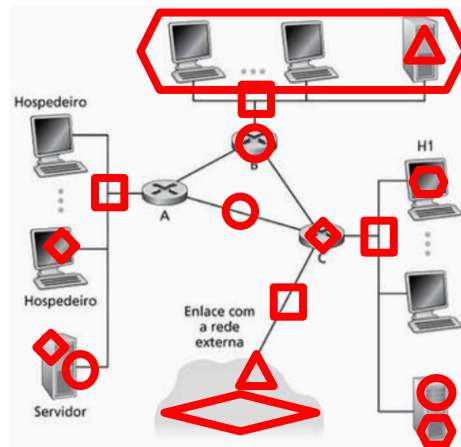 Hospedeiro
H1
B
A
C
Hospedeiro
Enlace com
a rede
externa
Servidor